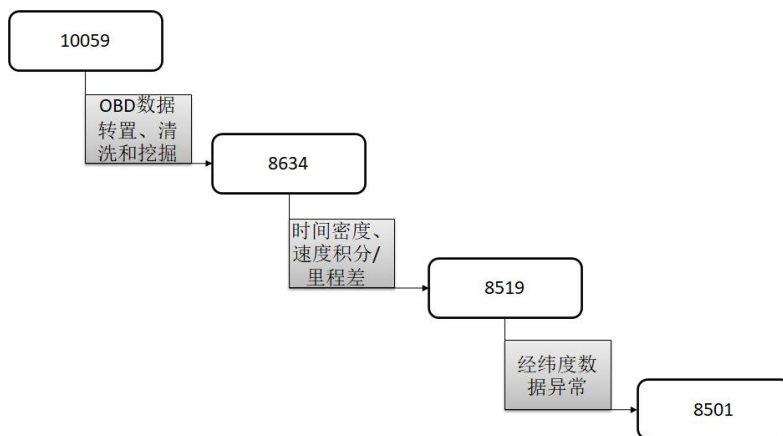 10059
OBD数据
转置、清
洗和挖掘
8634
时间密度、
速度积分/
里程差
8519
经纬度数
据异常
8501